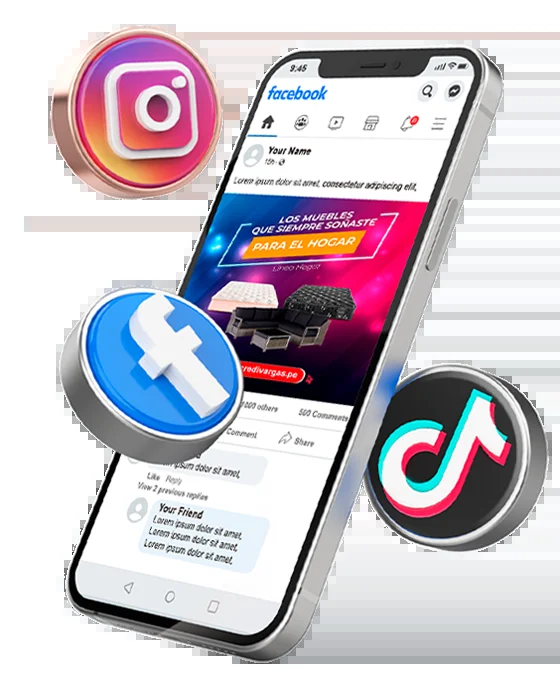 9:45
facebook
Your Name
15h
Lorem ipsum dolor sit amet, consectetur adipiscing elit,
LOS MUEBLES
QUE SIEMPRE SOÑASTE
PARA EL HOGAR
Línea Hogar
credivargas.pe
others
500 Comments
Comment
Share
ipsum dolor sit amet,
Like Reply
View 2 previous replies
Your Friend
Lorem ipsum dolor sit amet,
Lorem ipsum dolor sit amet,
Lorem ipsum dolor sit amet,